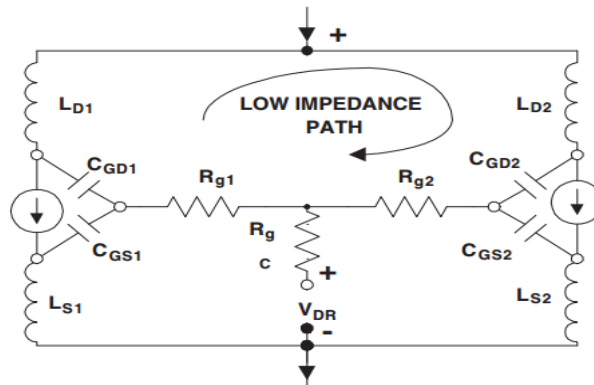 +
LD1
LOW IMPEDANCE
PATH
LD2
CGD1
CGD2
Rg1
Rg2
CGS1
Rg
C
CGS2
+
LS1
VDR
LS2
-